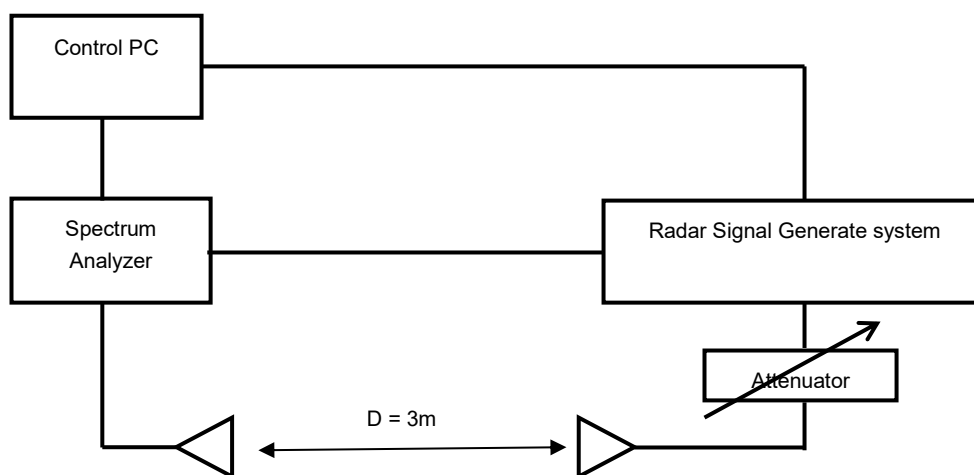 Control PC
Spectrum
Analyzer
Radar Signal Generate system
Attenuator
D = 3m